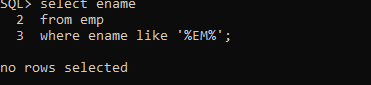 SQL> select ename
  2  from emp
  3  where ename like '%EM%';
no rows selected